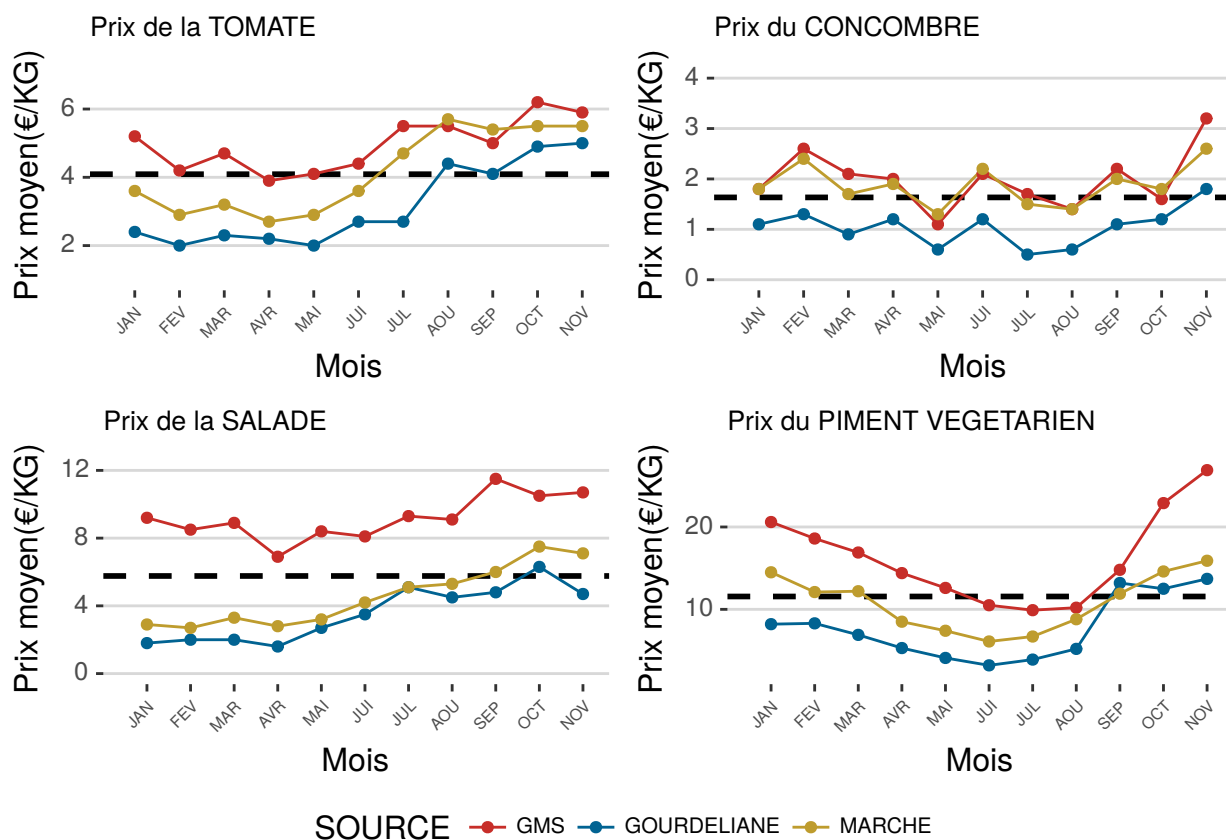 Prix de la TOMATE
Prix moyen(€/KG)
6
4
2
JAN FEV MAR AVR MAI JUI JUL AOU SEP OCT NOV
Mois
Prix du CONCOMBRE
Prix moyen(€/KG)
4
3
2
1
0
JAN FEV MAR AVR MAI JUI JUL AOU SEP OCT NOV
Mois
Prix de la SALADE
Prix moyen(€/KG)
12
8
4
0
JAN FEV MAR AVR MAI JUI JUL AOU SEP OCT NOV
Mois
Prix du PIMENT VEGETARIEN
Prix moyen(€/KG)
20
10
JAN FEV MAR AVR MAI JUI JUL AOU SEP OCT NOV
Mois
SOURCE GMS GOURDELIANE MARCHE